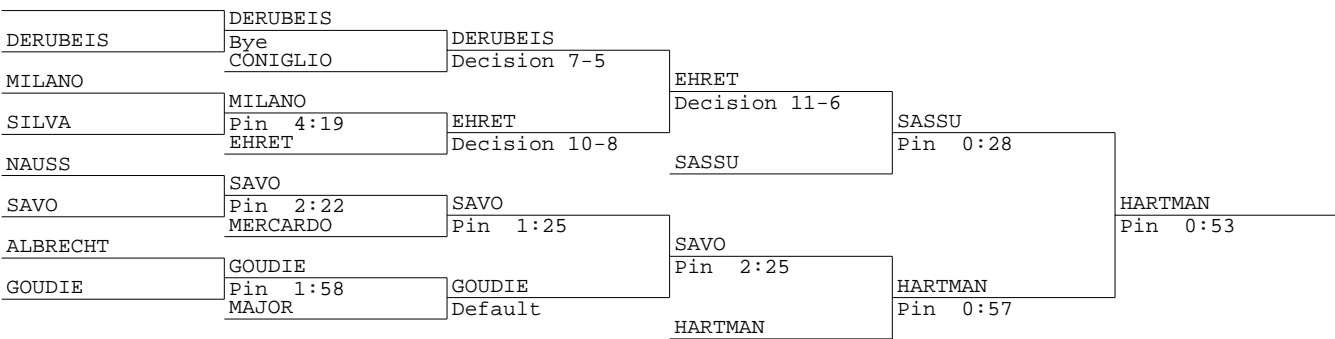 DERUBEIS
DERUBEIS
Bye
CONIGLIO
DERUBEIS
Decision 7-5
MILANO
SILVA
MILANO
Pin 4:19
EHRET
EHRET
Decision 10-8
EHRET
Decision 11-6
SASSU
SASSU
Pin 0:28
NAUSS
SAVO
SAVO
Pin 2:22
MERCARDO
SAVO
Pin 1:25
ALBRECHT
GOUDIE
GOUDIE
Pin 1:58
MAJOR
GOUDIE
Default
SAVO
Pin 2:25
HARTMAN
HARTMAN
Pin 0:57
HARTMAN
Pin 0:53